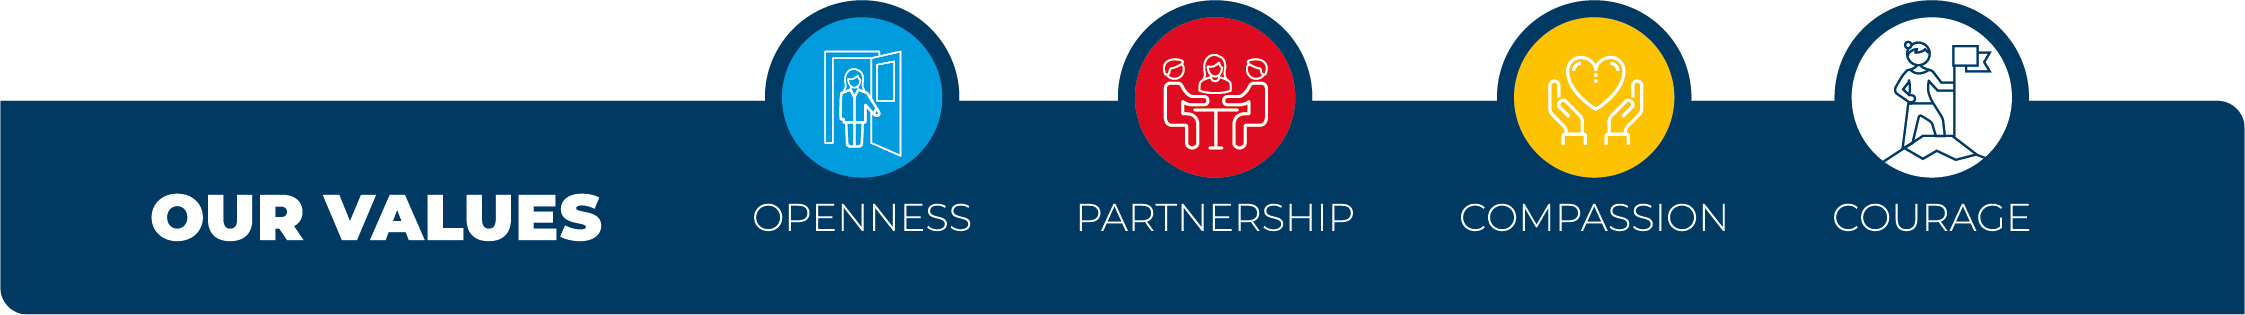 OUR VALUES
OPENNESS
PARTNERSHIP
COMPASSION
COURAGE